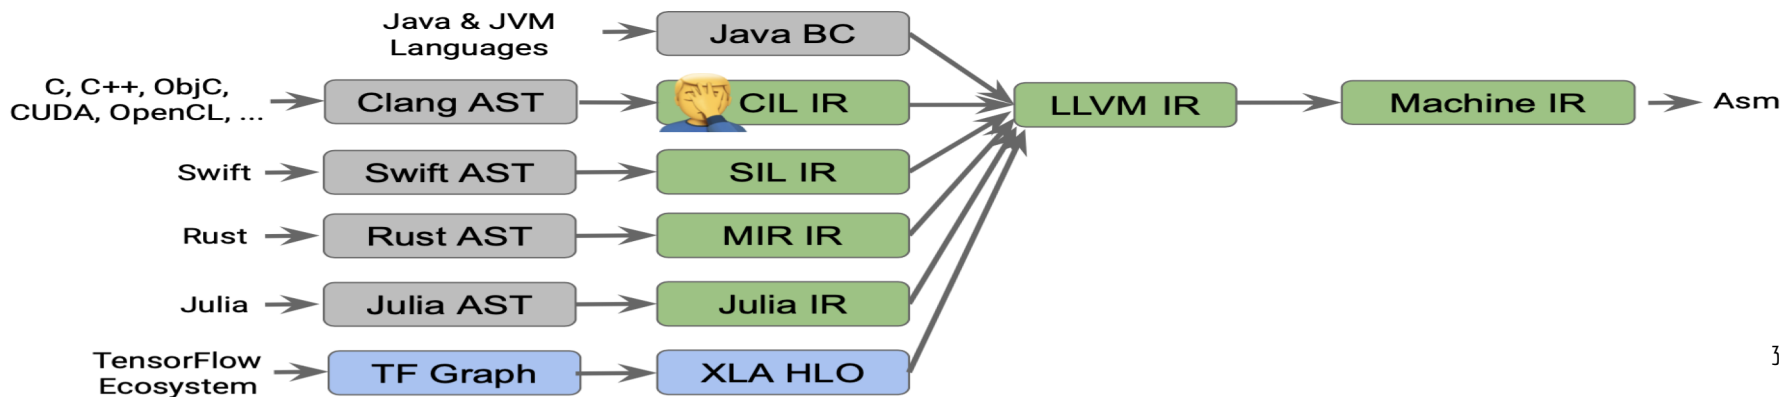 Java & JVM
Languages
Java BC
C, C++, ObjC,
CUDA, OpenCL, ...
Clang AST
CIL IR
LLVM IR
Machine IR
Asm
Swift
Swift AST
SIL IR
Rust
Rust AST
MIR IR
Julia
Julia AST
Julia IR
TensorFlow
Ecosystem
TF Graph
XLA HLO